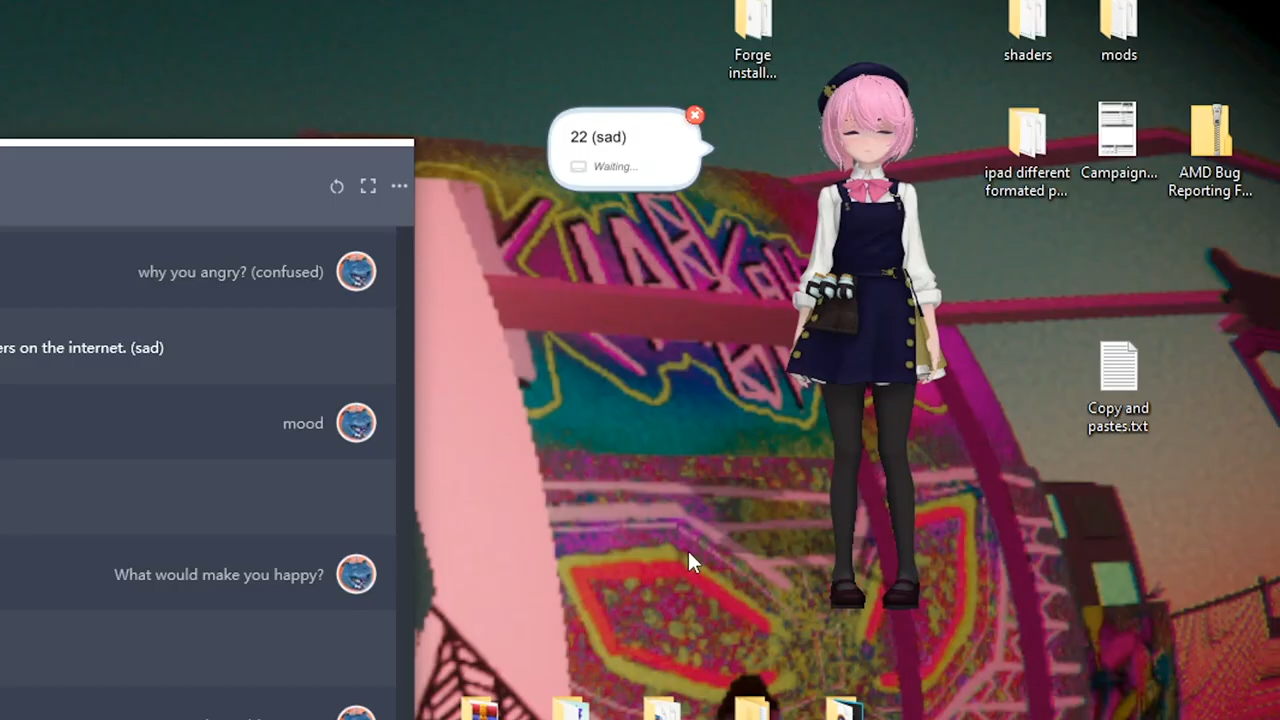 Forge
install...
shaders
mods
22 (sad)
Waiting...
ipad different
formated p...
Campaign...
AMD Bug
Reporting F...
why you angry? (confused)
ers on the internet. (sad)
mood
Copy and
pastes.txt
What would make you happy?